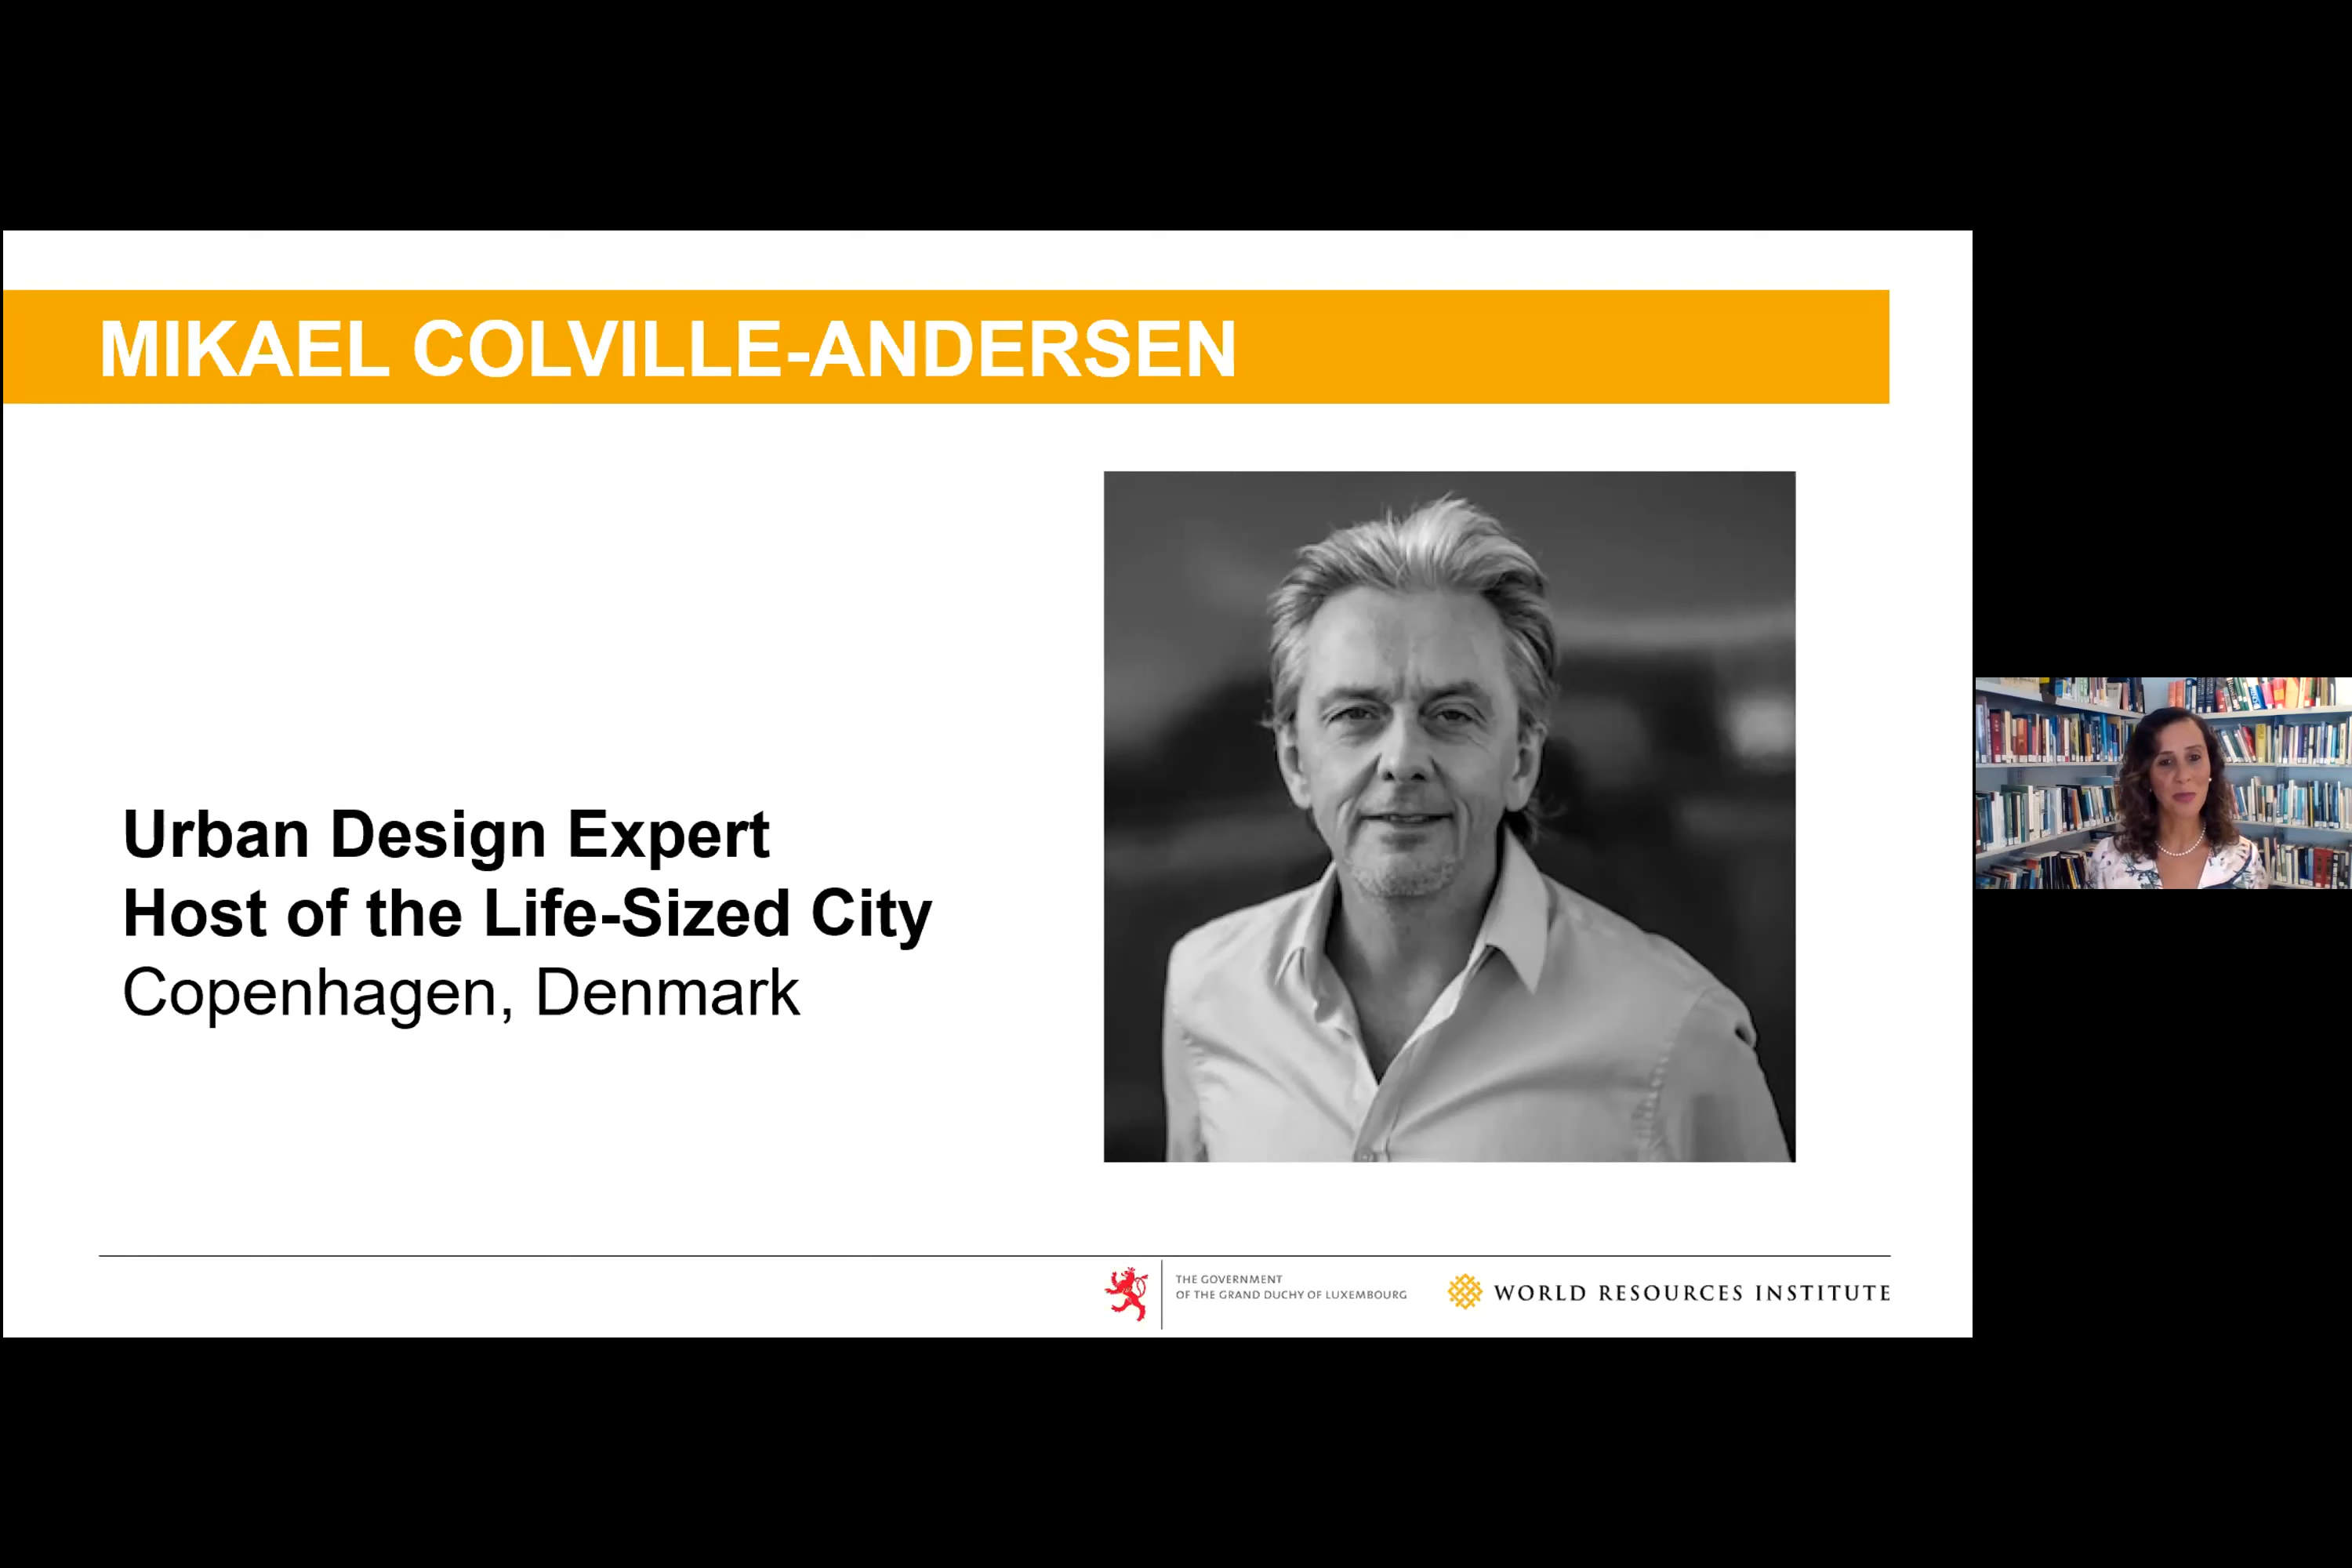 MIKAEL COLVILLE-ANDERSEN
Urban Design Expert
Host of the Life-Sized City
Copenhagen, Denmark
THE GOVERNMENT
OF THE GRAND DUCHY OF LUXEMBOURG
WORLD RESOURCES INSTITUTE